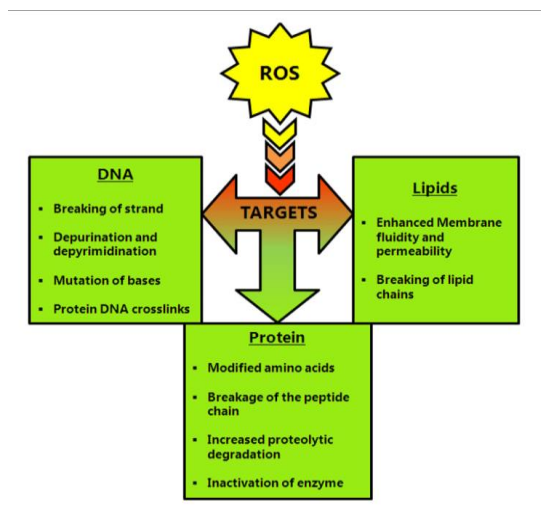 ROS
TARGETS
DNA
▪ Breaking of strand
▪ Depurination and
depyrimidination
▪ Mutation of bases
▪ Protein DNA crosslinks
Lipids
▪ Enhanced Membrane
fluidity and
permeability
▪ Breaking of lipid
chains
Protein
▪ Modified amino acids
▪ Breakage of the peptide
chain
▪ Increased proteolytic
degradation
▪ Inactivation of enzyme